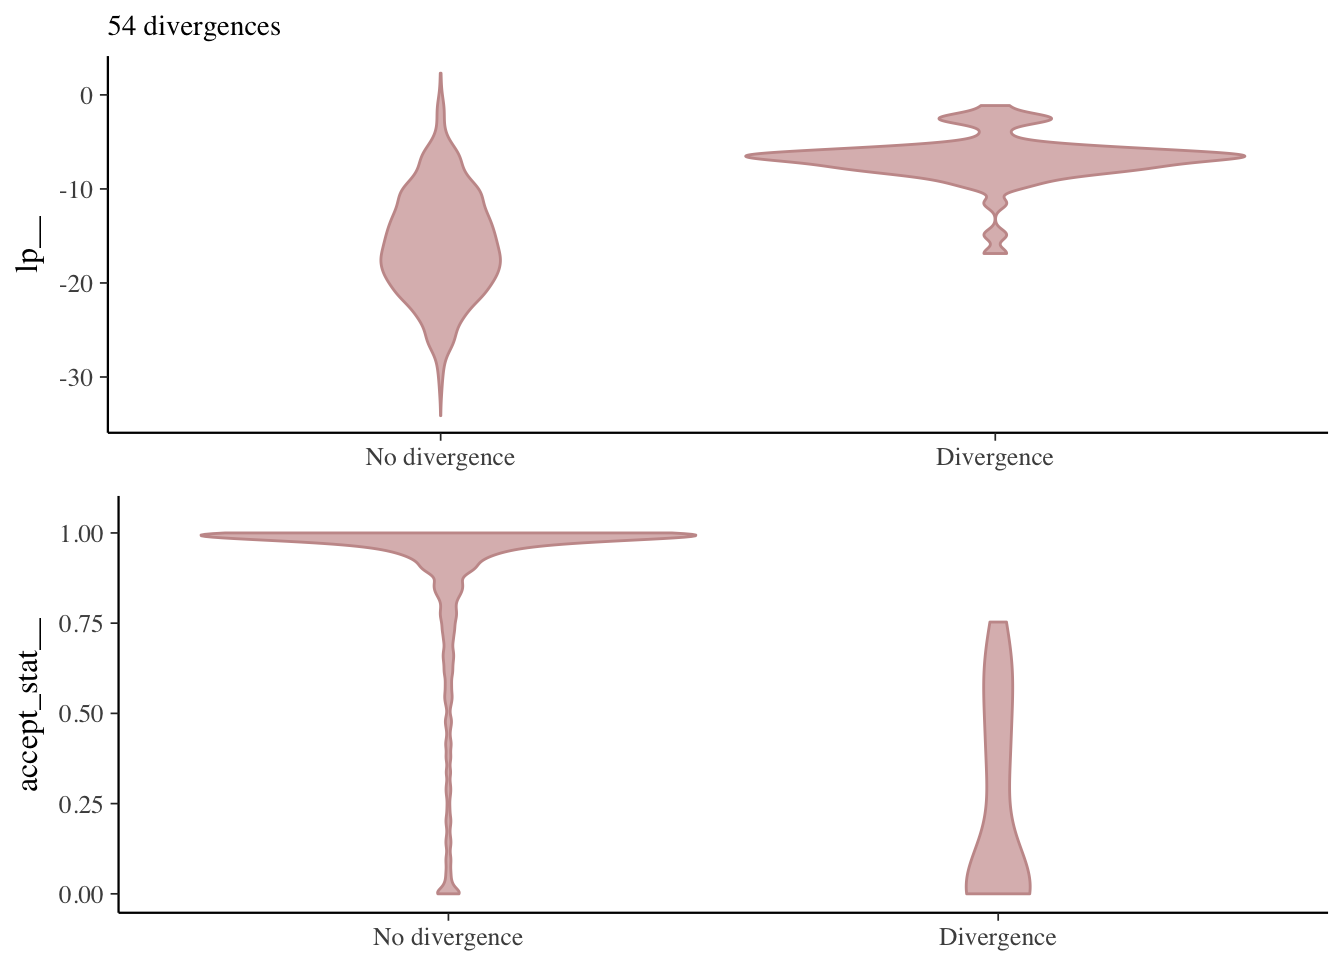 54 divergences
lp__
0
-10
-20
-30
No divergence
Divergence
accept_stat__
1.00
0.75
0.50
0.25
0.00
No divergence
Divergence